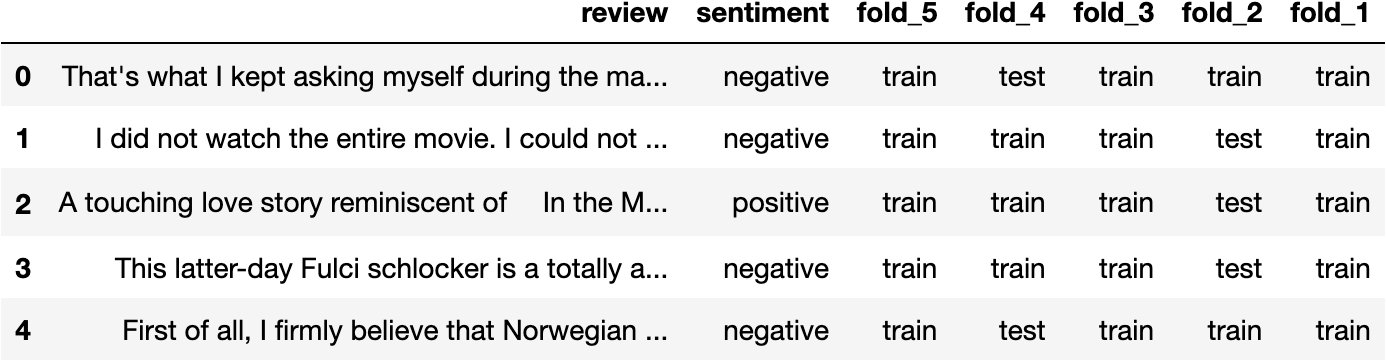 review sentiment fold_5 fold_4 fold_3 fold_2 fold_1
0 That's what I kept asking myself during the ma... negative train test train train train
1 I did not watch the entire movie. I could not ... negative train train train test train
2 A touching love story reminiscent of In the M... positive train train train test train
3 This latter-day Fulci schlocker is a totally a... negative train train train test train
4 First of all, I firmly believe that Norwegian ... negative train test train train train